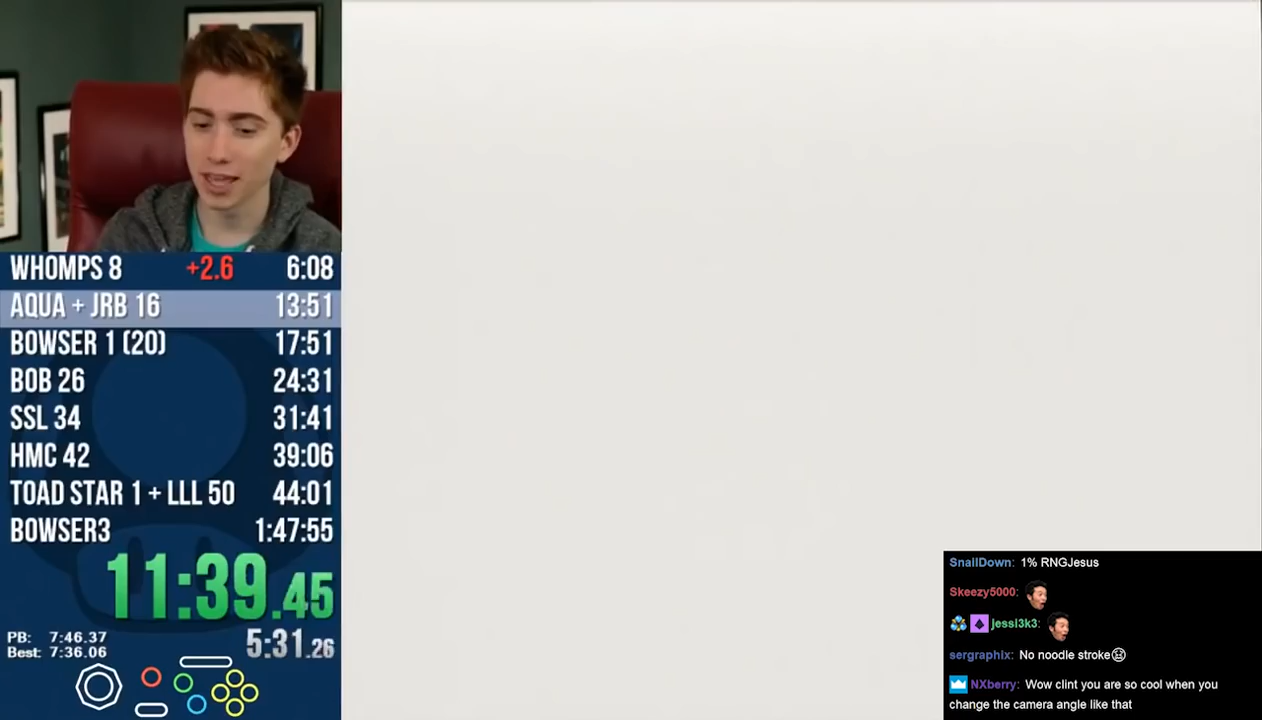 WHOMPS 8 +2.6 6:08
AQUA + JRB 16 13:51
BOWSER 1 (20) 17:51
BOB 26 24:31
SSL 34 31:41
HMC 42 39:06
TOAD STAR 1 + LLL 50 44:01
BOWSER3 1:47:55
11:39.45
PB: 7:46.37
Best: 7:36.06
5:31.26
SnailDown: 1% RNGJesus
Skeezy5000:
jessl3k3:
sergraphix: No noodle stroke
NXberry: Wow clint you are so cool when you
change the camera angle like that